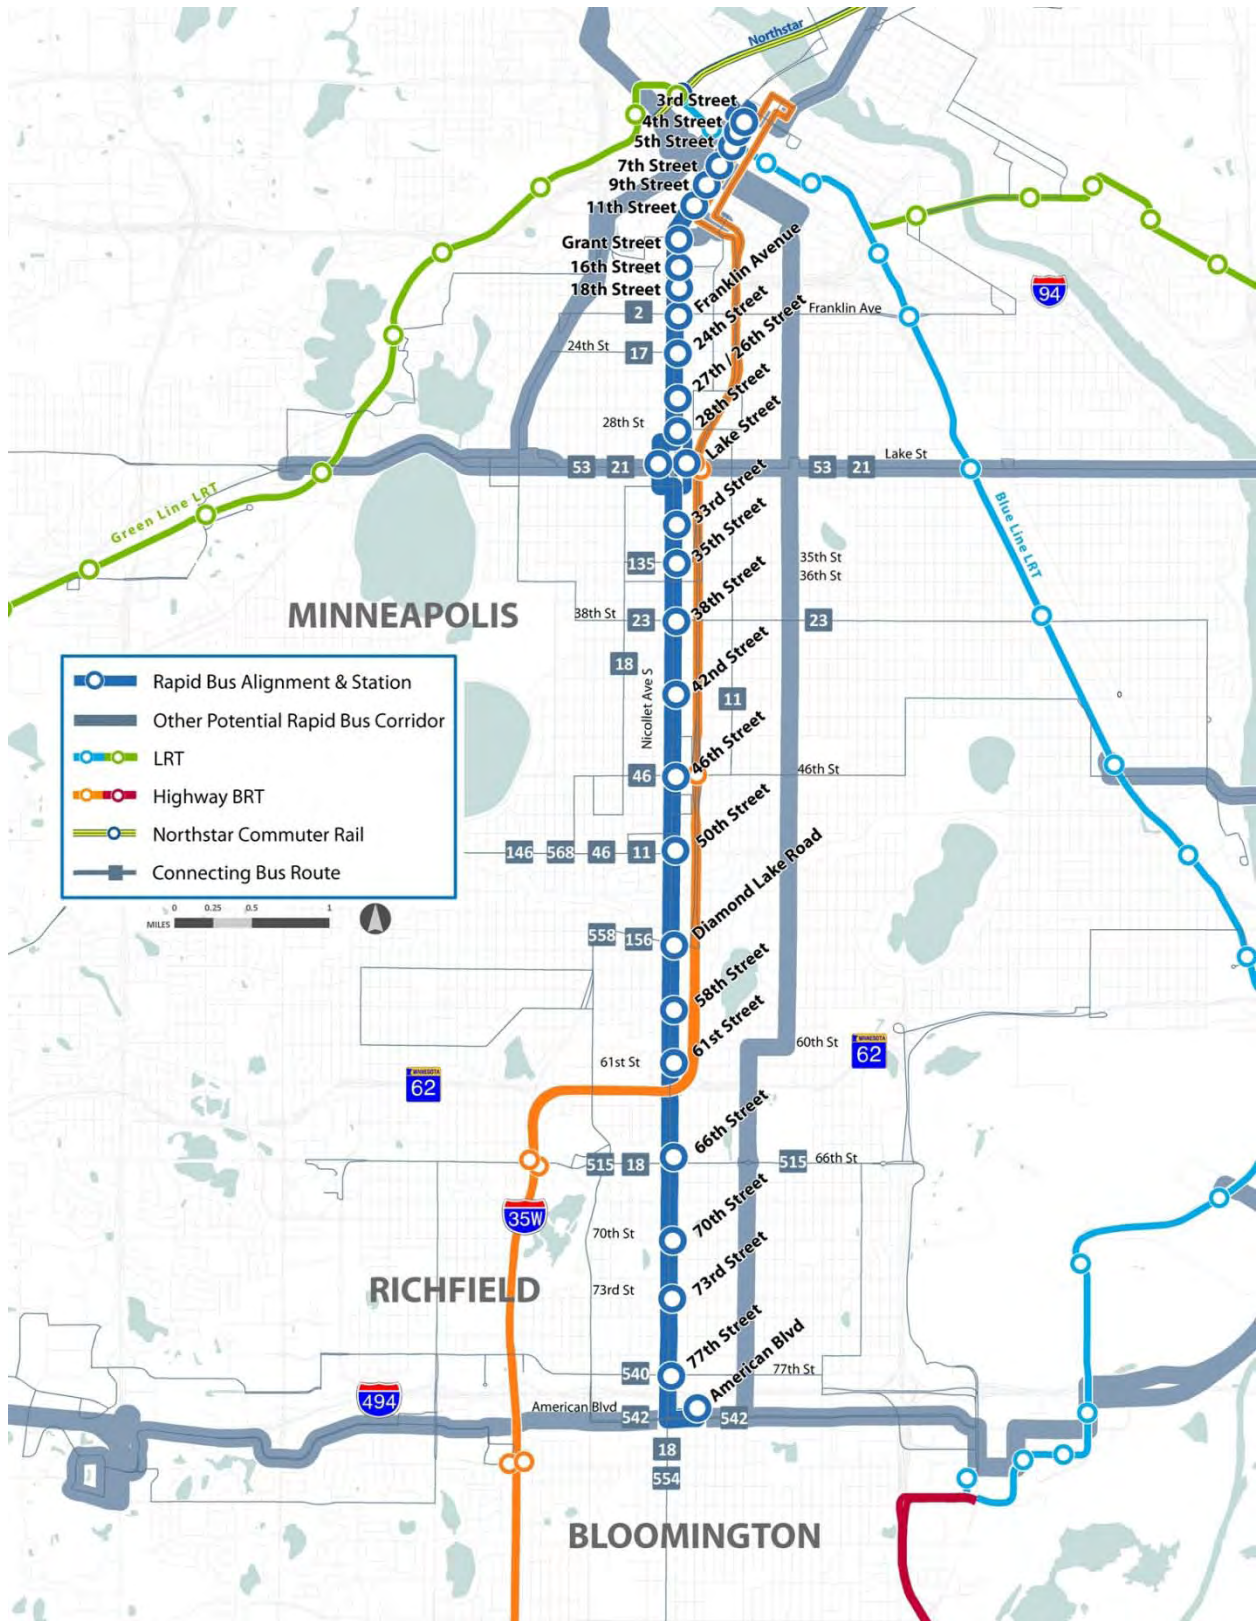 Northstar
3rd Street
4th Street
5th Street
7th Street
9th Street
11th Street
Grant Street
16th Street
18th Street
Franklin Avenue
94
2
Franklin Ave
24th Street
24th St
17
27th / 26th Street
28th Street
28th St
Lake Street
Lake St
53
21
53
21
33rd Street
Green Line LRT
Blue Line LRT
35th Street
135
35th St
36th St
MINNEAPOLIS
38th Street
38th St
23
23
18
42nd Street
11
Nicollet Ave S
46th Street
46
46th St
50th Street
146
568
46
11
Rapid Bus Alignment & Station
Other Potential Rapid Bus Corridor
LRT
Highway BRT
Northstar Commuter Rail
Connecting Bus Route
MILES
0
0.25
0.5
1
Diamond Lake Road
558
156
58th Street
61st Street
61st St
60th St
MINNESOTA
62
MINNESOTA
62
66th Street
515
18
515
66th St
35W
70th Street
70th St
RICHFIELD
73rd Street
73rd St
77th Street
540
77th St
American Blvd
494
American Blvd
542
542
18
554
BLOOMINGTON